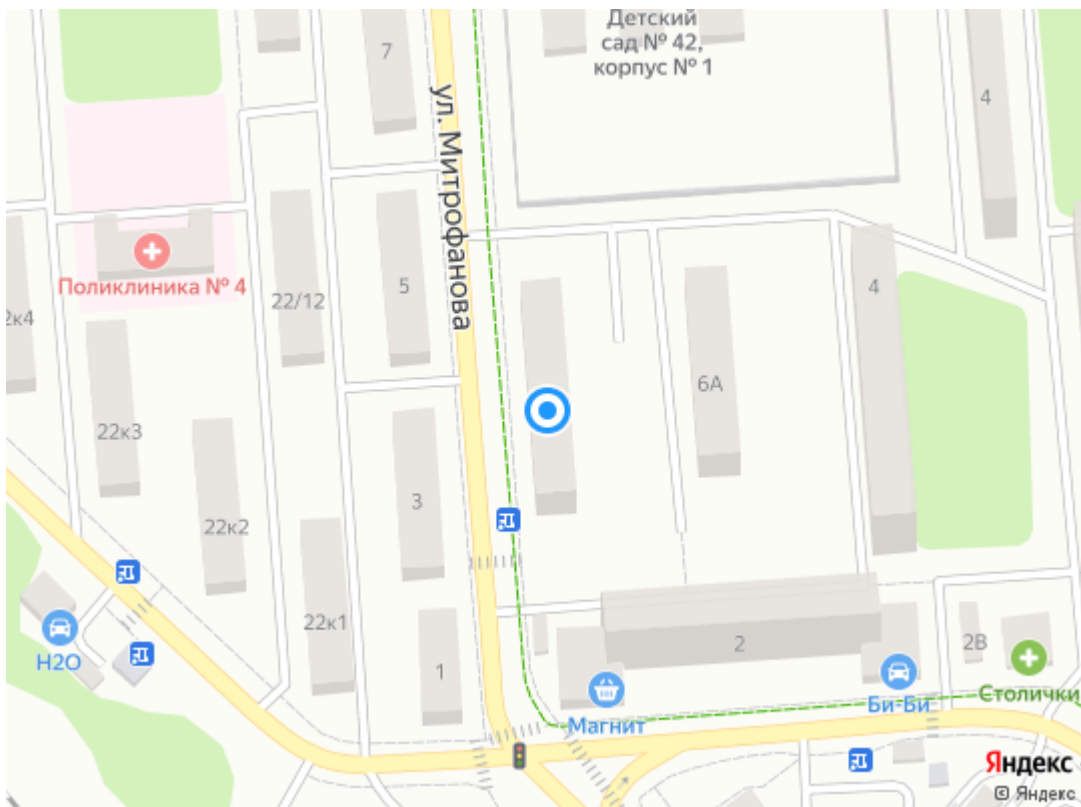 Детский
сад № 42,
корпус № 1
7
4
ул. Митрофанова
Поликлиника № 4
22/12
5
4
2к4
6А
22к3
3
22к2
22к1
1
2
2В
Н2О
Магнит
Би-Би
Столички
Яндекс
© Яндекс